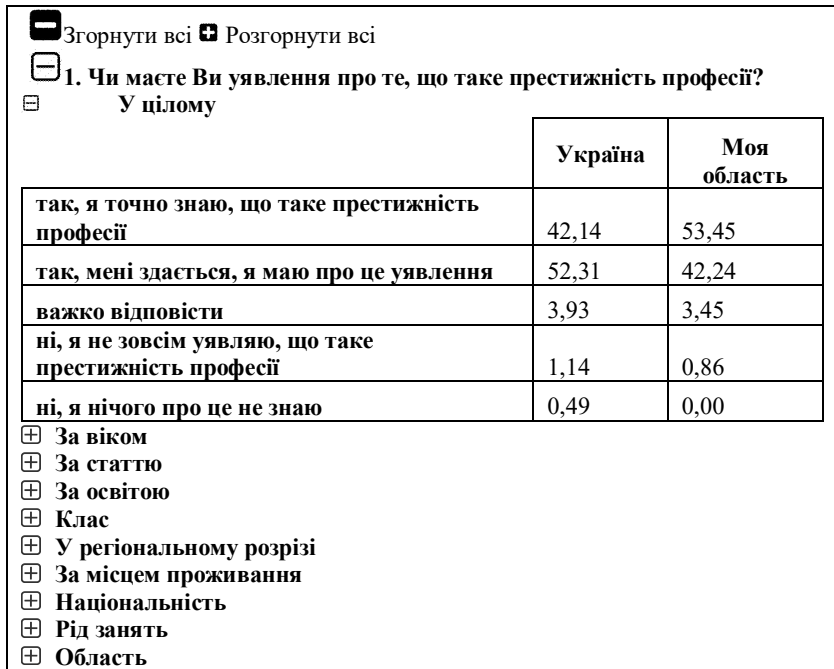 Згорнути всі Розгорнути всі
1. Чи маєте Ви уявлення про те, що таке престижність професії?
У цілому
Україна Моя
область
так, я точно знаю, що таке престижність
професії 42,14 53,45
так, мені здається, я маю про це уявлення 52,31 42,24
важко відповісти 3,93 3,45
ні, я не зовсім уявляю, що таке
престижність професії 1,14 0,86
ні, я нічого про це не знаю 0,49 0,00
За віком
За статтю
За освітою
Клас
У регіональному розрізі
За місцем проживання
Національність
Рід занять
Область